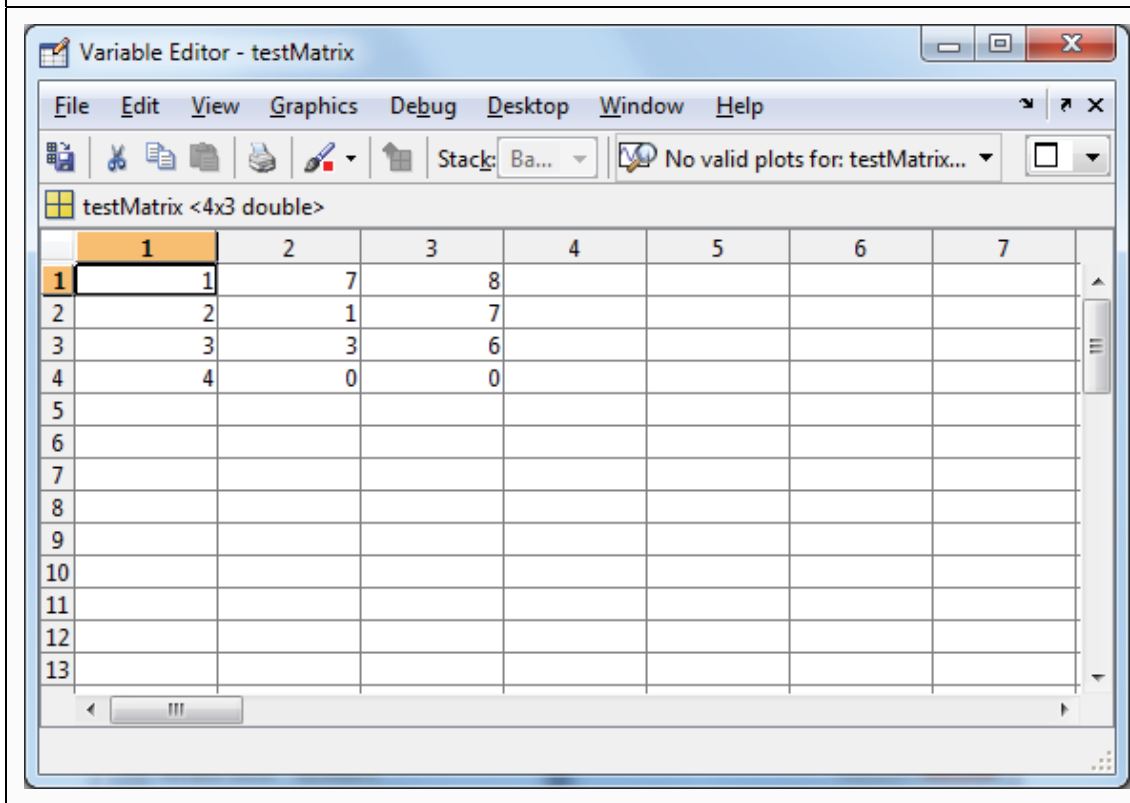 Variable Editor - testMatrix
File Edit View Graphics Debug Desktop Window Help
Stack: Ba... No valid plots for: testMatrix...
testMatrix <4x3 double>
1 2 3 4 5 6 7
1 1 7 8
2 2 1 7
3 3 3 6
4 4 0 0
5
6
7
8
9
10
11
12
13